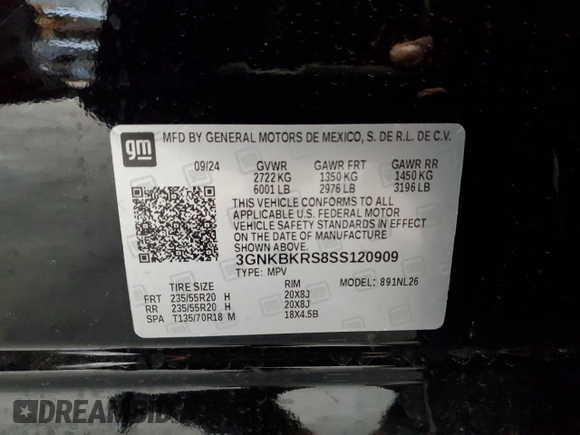 gm
MFD BY GENERAL MOTORS DE MEXICO, S. DE R.L. DE C.V.
09/24 GVWR GAWR FRT GAWR RR
2722 KG 1350 KG 1450 KG
6001 LB 2976 LB 3196 LB
THIS VEHICLE CONFORMS TO ALL
APPLICABLE U.S. FEDERAL MOTOR
VEHICLE SAFETY STANDARDS IN
EFFECT ON THE DATE OF MANUFACTURE
SHOWN ABOVE.
3GNKBKRS8SS120909
TYPE: MPV MODEL: 891NL26
TIRE SIZE RIM
FRT 235/55R20 H 20X8J
RR 235/55R20 H 20X8J
SPA T135/70R18 M 18X4.5B